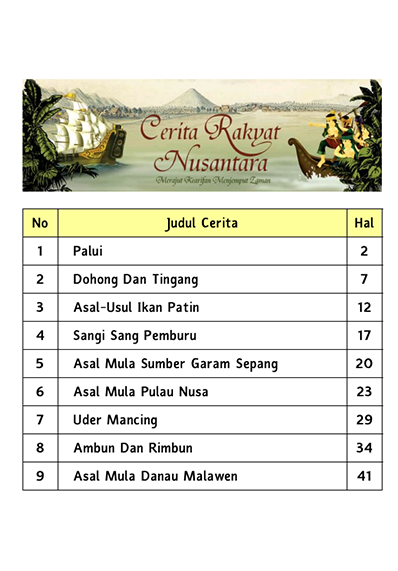 Cerita Rakyat
Nusantara
Merajut Kearifan Menjemput Zaman
No Judul Cerita Hal
1 Palui 2
2 Dohong Dan Tingang 7
3 Asal-Usul Ikan Patin 12
4 Sangi Sang Pemburu 17
5 Asal Mula Sumber Garam Sepang 20
6 Asal Mula Pulau Nusa 23
7 Uder Mancing 29
8 Ambun Dan Rimbun 34
9 Asal Mula Danau Malawen 41